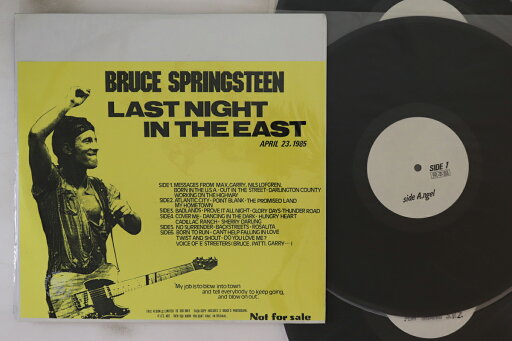 BRUCE SPRINGSTEEN
LAST NIGHT
IN THE EAST
APRIL 23.1985
SIDE 1. MESSAGES FROM MAX, GARRY, NILS LOFGREN.
BORN IN THE U.S.A · OUT IN THE STREET · DARLINGTON COUNTY
WORKING ON THE HIGHWAY
SIDE2. ATLANTIC CITY · POINT BLANK · THE PROMISED LAND
MY HOMETOWN
SIDE3. BADLANDS · PROVE IT ALL NIGHT · GLORY DAYS · THUNDER ROAD
SIDE4. COVER ME · DANCING IN THE DARK · HUNGRY HEART
CADILLAC RANCH · SHERRY DARLING
SIDE5. NO SURRENDER · BACKSTREETS · ROSALITA
SIDE6. BORN TO RUN · CAN'T HELP FALLING IN LOVE
TWIST AND SHOUT · DO YOU LOVE ME?
VOICE OF E STREETERS (BRUCE. PATTI, GARRY
My job is to blow into town
and tell everybody to keep going,
and blow on out.
Not for sale
SIDE 1
side A.ngel